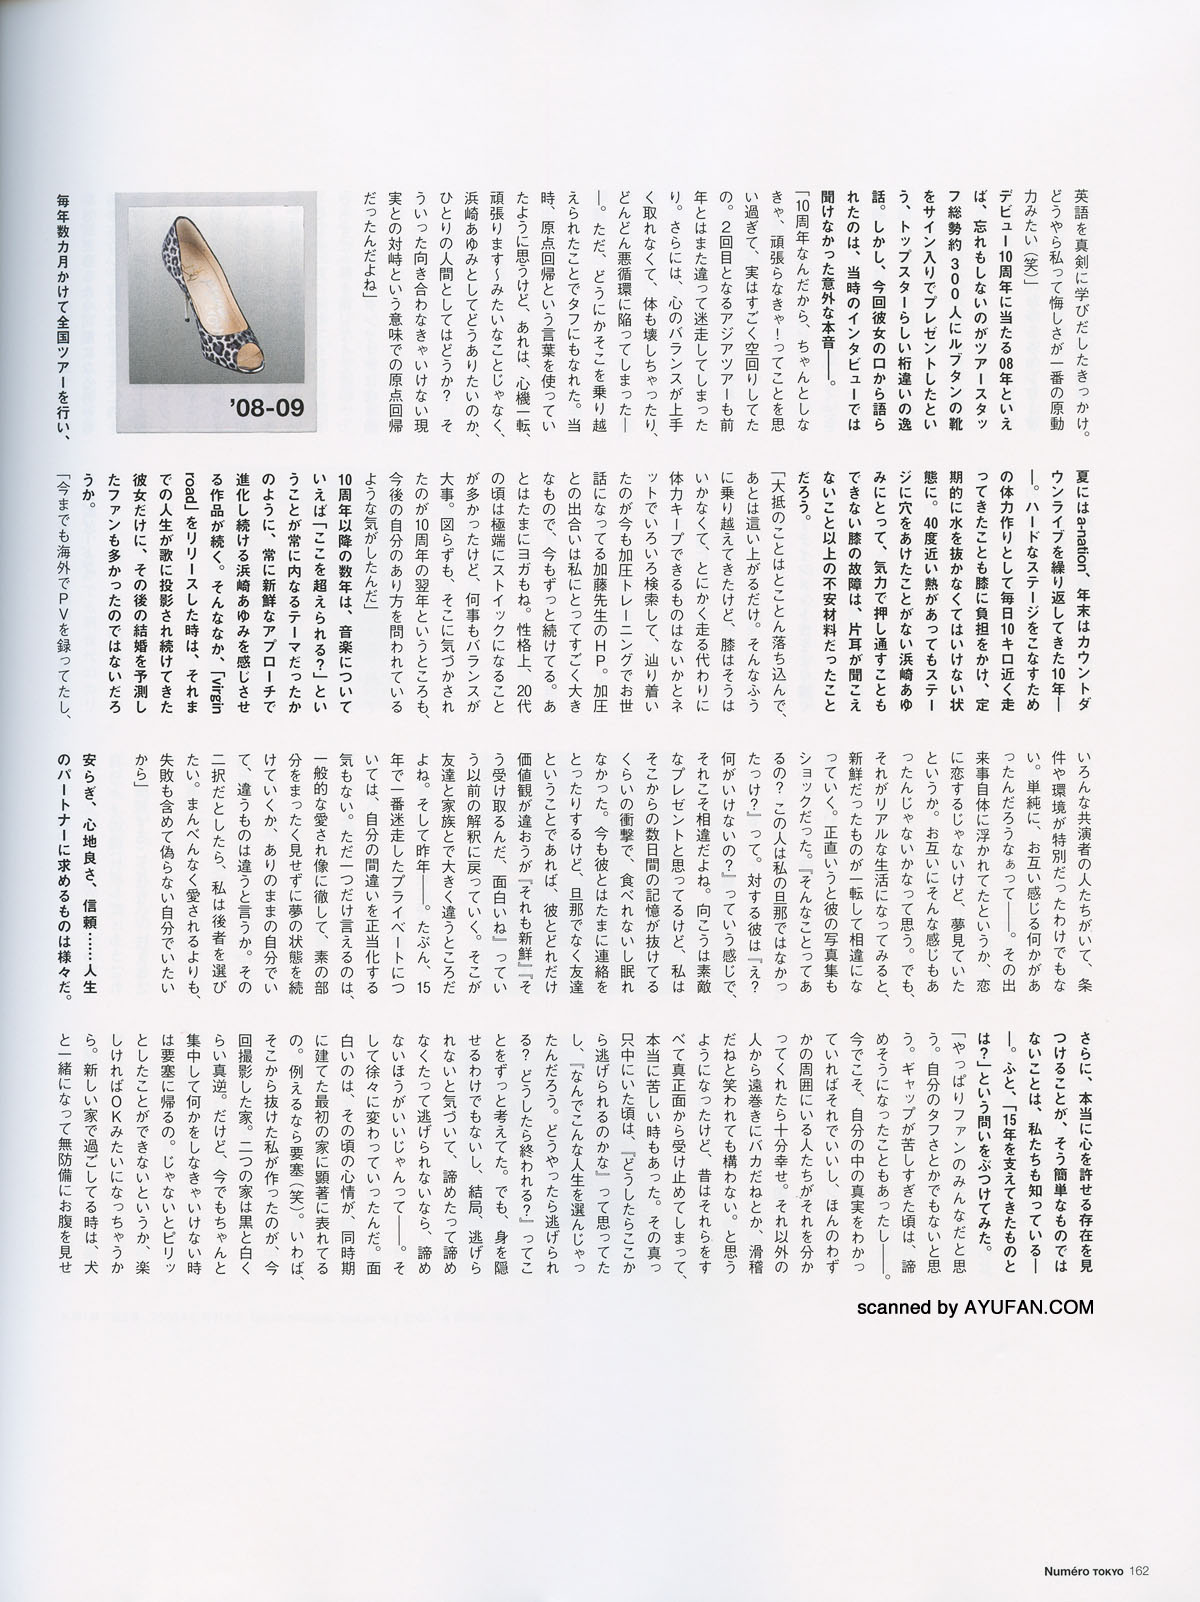 英語を真剣に学びだしたきっかけ。
どうやら私って悔しさが一番の原動
力みたい（笑）」
デビュー10周年に当たる08年といえ
ば、忘れもしないのがツアースタッ
フ総勢約300人にルブタンの靴
をサイン入りでプレゼントしたとい
う、トップスターらしい桁違いの逸
話。しかし、今回彼女の口から語ら
れたのは、当時のインタビューでは
聞けなかった意外な本音――。
「10周年なんだから、ちゃんとしな
きゃ、頑張らなきゃ！ってことを思
い過ぎて、実はすごく空回りしてた
の。2回目となるアジアツアーも前
年とはまた違って迷走してしまった
り。さらには、心のバランスが上手
く取れなくて、体も壊しちゃったり、
どんどん悪循環に陥ってしまった―
―。ただ、どうにかそこを乗り越
えられたことでタフにもなれた。当
時、原点回帰という言葉を使ってい
たように思うけど、あれは、心機一転、
頑張ります～みたいなことじゃなく、
浜崎あゆみとしてどうありたいのか、
ひとりの人間としてはどうか？ そ
ういった向き合わなきゃいけない現
実との対峙という意味での原点回帰
だったんだよね」
'08-09
毎年数カ月かけて全国ツアーを行い、
夏にはa-nation、年末はカウントダ
ウンライブを繰り返してきた10年―
―。ハードなステージをこなすため
の体力作りとして毎日10キロ近く走
ってきたことも膝に負担をかけ、定
期的に水を抜かなくてはいけない状
態に。40度近い熱があってもステー
ジに穴をあけたことがない浜崎あゆ
みにとって、気力で押し通すことも
できない膝の故障は、片耳が聞こえ
ないこと以上の不安材料だったこと
だろう。
「大抵のことはとことん落ち込んで、
あとは這い上がるだけ。そんなふう
に乗り越えてきたけど、膝はそうは
いかなくて、とにかく走る代わりに
体力キープできるものはないかとネ
ットでいろいろ検索して、辿り着い
たのが今も加圧トレーニングでお世
話になってる加藤先生のHP。加圧
との出合いは私にとってすごく大き
なもので、今もずっと続けてる。あ
とはたまにヨガもね。性格上、20代
の頃は極端にストイックになること
が多かったけど、何事もバランスが
大事。図らずも、そこに気づかされ
たのが10周年の翌年というところも、
今後の自分のあり方を問われている
ような気がしたんだ」
10周年以降の数年は、音楽について
いえば「ここを超えられる？」とい
うことが常に内なるテーマだったか
のように、常に新鮮なアプローチで
進化し続ける浜崎あゆみを感じさせ
る作品が続く。そんななか、「virgin
road」をリリースした時は、それま
での人生が歌に投影され続けてきた
彼女だけに、その後の結婚を予測し
たファンも多かったのではないだろ
うか。
「今までも海外でPVを録ってたし、
いろんな共演者の人たちがいて、条
件や環境が特別だったわけでもな
い。単純に、お互い感じる何かがあ
ったんだろうなぁって――。その出
来事自体に浮かれてたというか、恋
に恋するじゃないけど、夢見ていた
というか。お互いにそんな感じもあ
ったんじゃないかなって思う。でも、
それがリアルな生活になってみると、
新鮮だったものが一転して相違にな
っていく。正直いうと彼の写真集も
ショックだった。『そんなことってあ
るの？ この人は私の旦那ではなかっ
たっけ？』って。対する彼は『え？
何がいけないの？』っていう感じで、
それこそ相違だよね。向こうは素敵
なプレゼントと思ってるけど、私は
そこからの数日間の記憶が抜けてる
くらいの衝撃で、食べれないし眠れ
なかった。今も彼とはたまに連絡を
とったりするけど、旦那でなく友達
ということであれば、彼とどれだけ
価値観が違おうが『それも新鮮』『そ
う受け取るんだ、面白いね』ってい
う以前の解釈に戻っていく。そこが
友達と家族とで大きく違うところだ
よね。そして昨年――。たぶん、15
年で一番迷走したプライベートにつ
いては、自分の間違いを正当化する
気もない。ただ一つだけ言えるのは、
一般的な愛され像に徹して、素の部
分をまったく見せずに夢の状態を続
けていくか、ありのままの自分でい
て、違うものは違うと言うか。その
二択だとしたら、私は後者を選び
たい。まんべんなく愛されるよりも、
失敗も含めて偽らない自分でいたい
から」
安らぎ、心地良さ、信頼……人生
のパートナーに求めるものは様々だ。
さらに、本当に心を許せる存在を見
つけることが、そう簡単なものでは
ないことは、私たちも知っている―
―。ふと、「15年を支えてきたものと
は？」という問いをぶつけてみた。
「やっぱりファンのみんなだと思
う。自分のタフさとかでもないと思
う。ギャップが苦しすぎた頃は、諦
めそうになったこともあったし――。
今でこそ、自分の中の真実をわかっ
ていればそれでいいし、ほんのわず
かの周囲にいる人たちがそれを分か
ってくれたら十分幸せ。それ以外の
人から遠巻きにバカだねとか、滑稽
だねと笑われても構わない。と思う
ようになったけど、昔はそれらをす
べて真正面から受け止めてしまって、
本当に苦しい時もあった。その真っ
只中にいた頃は、『どうしたらここか
ら逃げられるのかな』って思ってた
し、『なんでこんな人生を選んじゃっ
たんだろう。どうやったら逃げられ
る？ どうしたら終われる？』ってこ
とをずっと考えてた。でも、身を隠
せるわけでもないし、結局、逃げら
れないと気づいて、諦めたって諦め
なくたって逃げられないなら、諦め
ないほうがいいじゃんって――。そ
して徐々に変わっていったんだ。面
白いのは、その頃の心情が、同時期
に建てた最初の家に顕著に表れてる
の。例えるなら要塞（笑）。いわば、
そこから抜けた私が作ったのが、今
回撮影した家。二つの家は黒と白く
らい真逆。だけど、今でもちゃんと
集中して何かをしなきゃいけない時
は要塞に帰るの。じゃないとピリッ
としたことができないというか、楽
しければOKみたいになっちゃうか
ら。新しい家で過ごしてる時は、犬
と一緒になって無防備にお腹を見せ
scanned by AYUFAN.COM
Numéro TOKYO 162